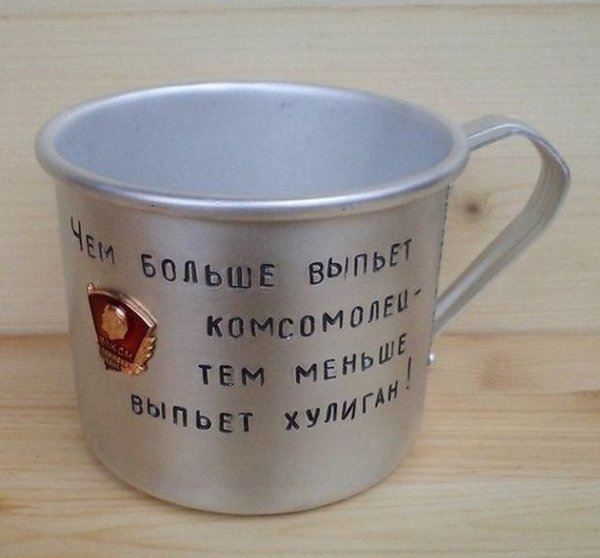 Чем больше выпьет
комсомолец-
тем меньше
выпьет хулиган!